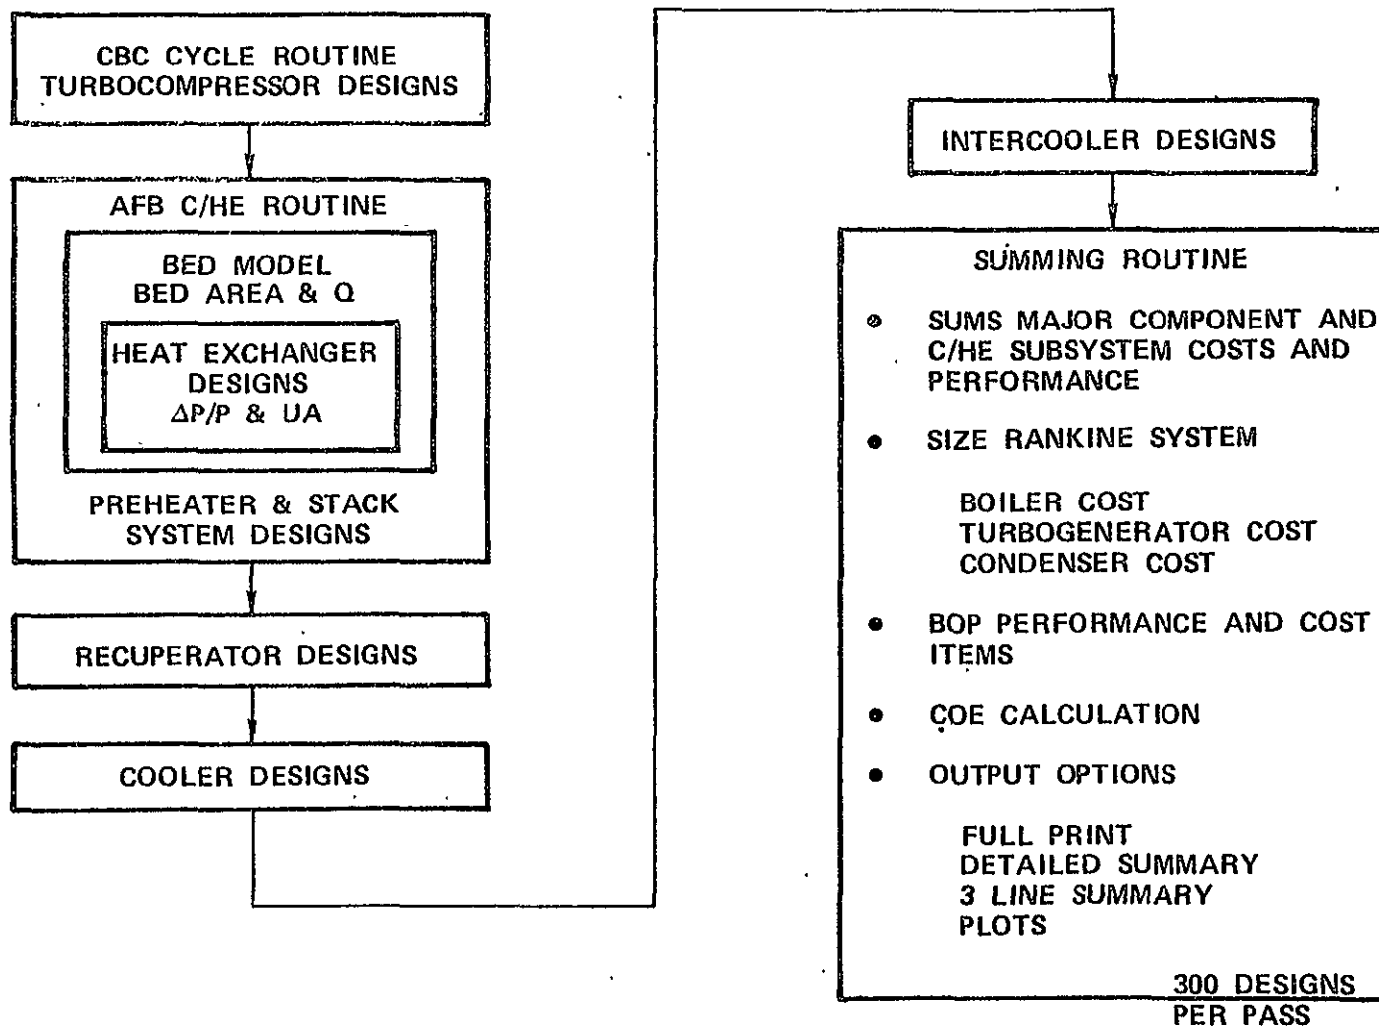 CBC CYCLE ROUTINE
TURBOCOMPRESSOR DESIGNS
AFB C/HE ROUTINE
BED MODEL
BED AREA & Q
HEAT EXCHANGER
DESIGNS
ΔP/P & UA
PREHEATER & STACK
SYSTEM DESIGNS
RECUPERATOR DESIGNS
COOLER DESIGNS
INTERCOOLER DESIGNS
SUMMING ROUTINE
● SUMS MAJOR COMPONENT AND
C/HE SUBSYSTEM COSTS AND
PERFORMANCE
● SIZE RANKINE SYSTEM
BOILER COST
TURBOGENERATOR COST
CONDENSER COST
● BOP PERFORMANCE AND COST
ITEMS
● COE CALCULATION
● OUTPUT OPTIONS
FULL PRINT
DETAILED SUMMARY
3 LINE SUMMARY
PLOTS
300 DESIGNS
PER PASS